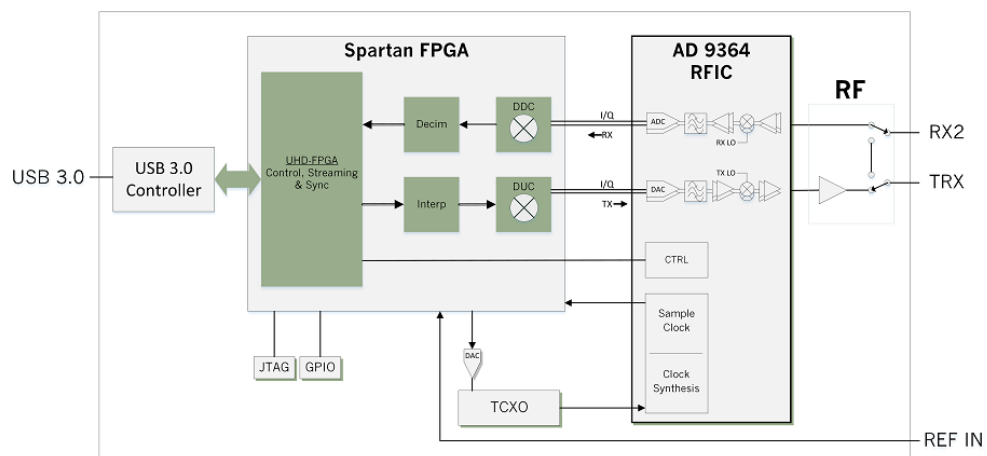 Spartan FPGA
AD 9364
RFIC
RF
USB 3.0
USB 3.0
Controller
UHD-FPGA
Control, Streaming
& Sync
Decim
DDC
I/Q
RX
ADC
RX LO
RX2
Interp
DUC
I/Q
TX
DAC
TX LO
TRX
CTRL
Sample
Clock
Clock
Synthesis
JTAG
GPIO
DAC
TCXO
REF IN